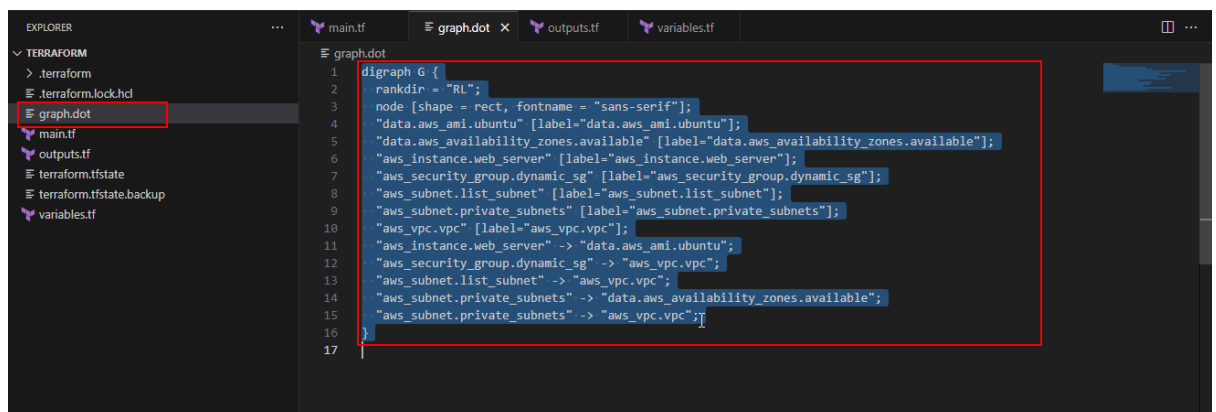 EXPLORER ···
TERRAFORM
.terraform
.terraform.lock.hcl
graph.dot
main.tf
outputs.tf
terraform.tfstate
terraform.tfstate.backup
variables.tf
main.tf graph.dot outputs.tf variables.tf ···
graph.dot
1 digraph G {
2 rankdir = "RL";
3 node [shape = rect, fontname = "sans-serif"];
4 "data.aws_ami.ubuntu" [label="data.aws_ami.ubuntu"];
5 "data.aws_availability_zones.available" [label="data.aws_availability_zones.available"];
6 "aws_instance.web_server" [label="aws_instance.web_server"];
7 "aws_security_group.dynamic_sg" [label="aws_security_group.dynamic_sg"];
8 "aws_subnet.list_subnet" [label="aws_subnet.list_subnet"];
9 "aws_subnet.private_subnets" [label="aws_subnet.private_subnets"];
10 "aws_vpc.vpc" [label="aws_vpc.vpc"];
11 "aws_instance.web_server" -> "data.aws_ami.ubuntu";
12 "aws_security_group.dynamic_sg" -> "aws_vpc.vpc";
13 "aws_subnet.list_subnet" -> "aws_vpc.vpc";
14 "aws_subnet.private_subnets" -> "data.aws_availability_zones.available";
15 "aws_subnet.private_subnets" -> "aws_vpc.vpc";
16 }
17